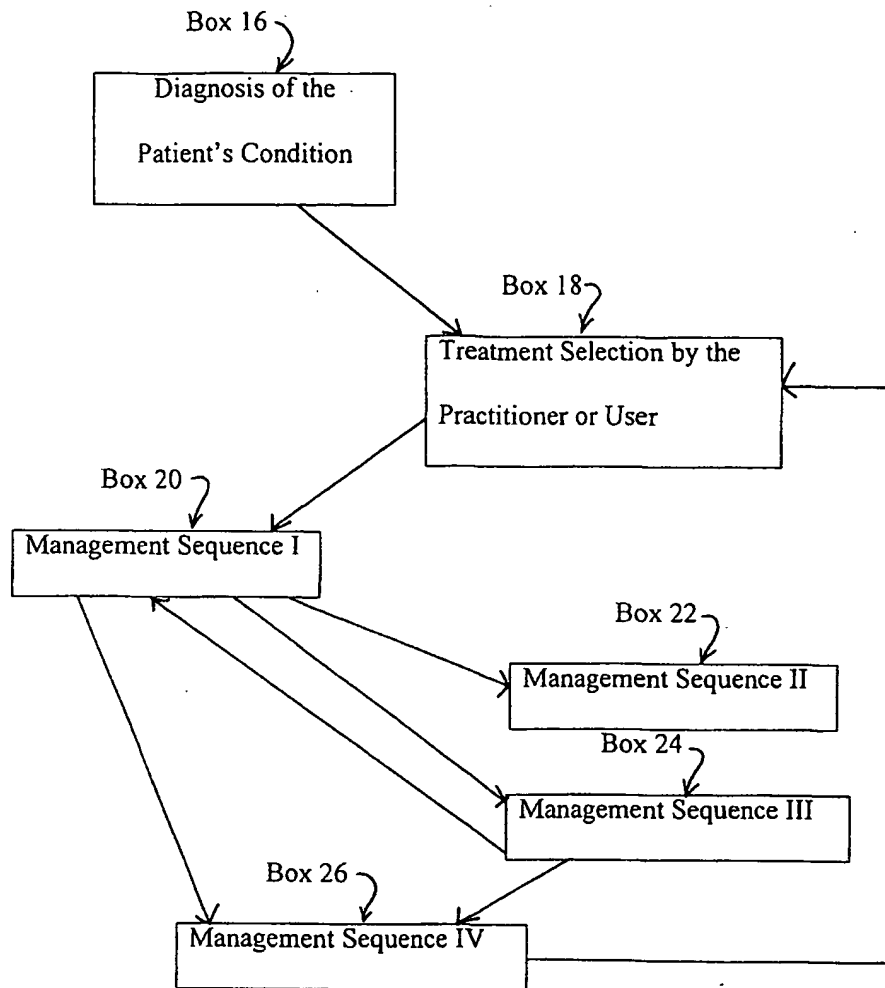 Box 16
Diagnosis of the
Patient's Condition
Box 18
Treatment Selection by the
Practitioner or User
Box 20
Management Sequence I
Box 22
Management Sequence II
Box 24
Management Sequence III
Box 26
Management Sequence IV